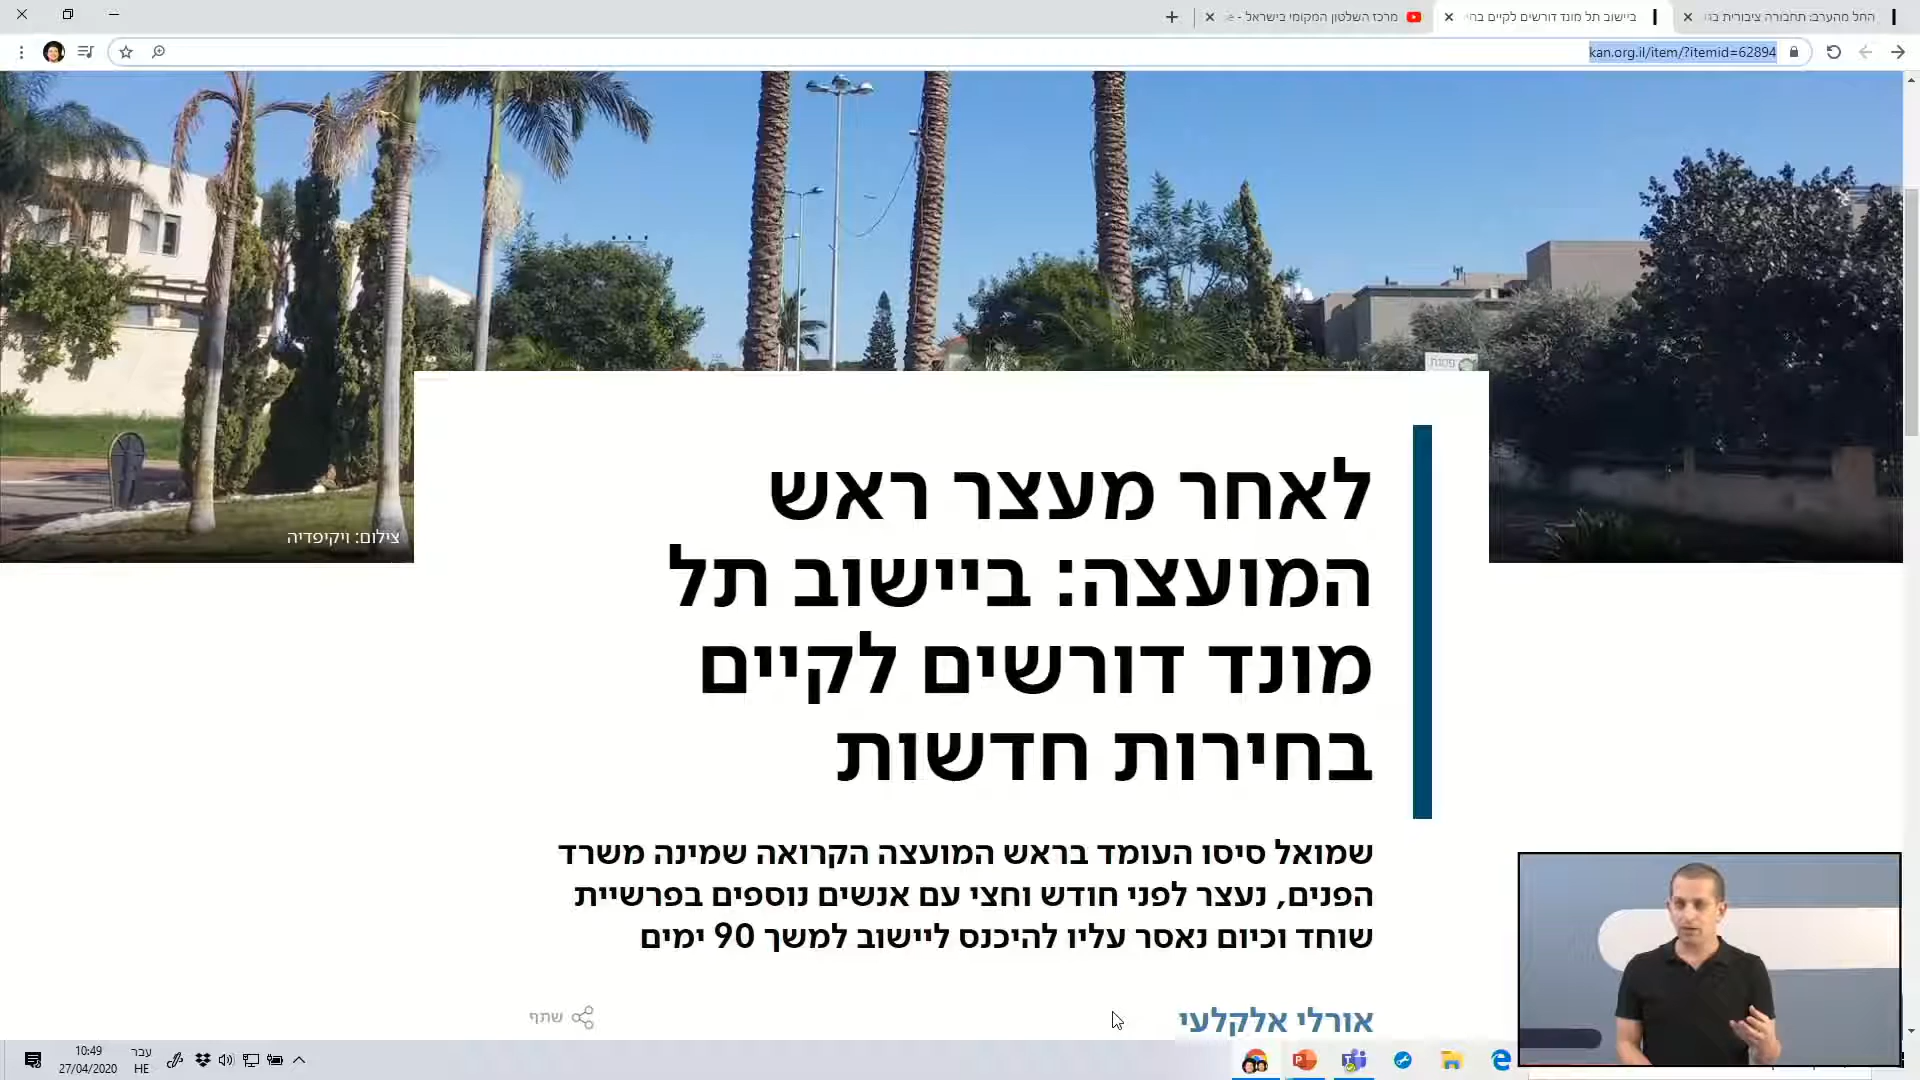 החל מהערב: תחבורה ציבורית בגו
ביישוב תל מונד דורשים לקיים בחי
מרכז השלטון המקומי בישראל - e
kan.org.il/item/?itemid=62894
צילום: ויקיפדיה
לאחר מעצר ראש
המועצה: ביישוב תל
מונד דורשים לקיים
בחירות חדשות
שמואל סיסו העומד בראש המועצה הקרואה שמינה משרד
הפנים, נעצר לפני חודש וחצי עם אנשים נוספים בפרשיית
שוחד וכיום נאסר עליו להיכנס ליישוב למשך 90 ימים
אורלי אלקלעי
שתף
עבר
HE
10:49
27/04/2020